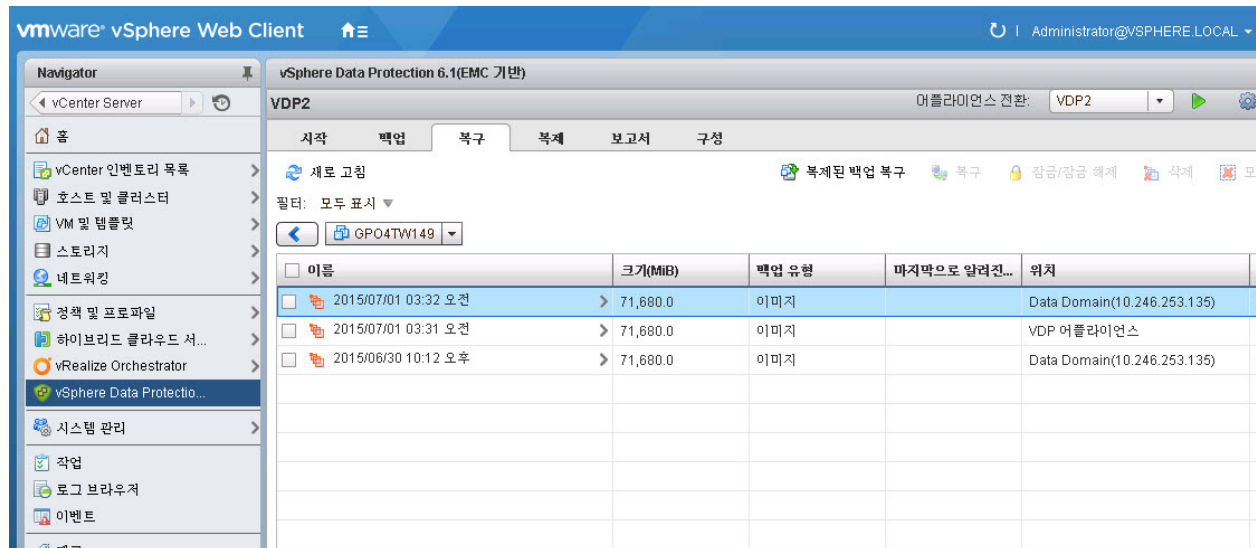 vmware® vSphere Web Client
Administrator@VSPHERE.LOCAL
Navigator
vCenter Server
홈
vCenter 인벤토리 목록
호스트 및 클러스터
VM 및 템플릿
스토리지
네트워킹
정책 및 프로파일
하이브리드 클라우드 서...
vRealize Orchestrator
vSphere Data Protectio...
시스템 관리
작업
로그 브라우저
이벤트
vSphere Data Protection 6.1(EMC 기반)
VDP2 어플라이언스 전환: VDP2
시작 백업 복구 복제 보고서 구성
새로 고침 복제된 백업 복구 복구 잠금/잠금 해제 삭제 모
필터: 모두 표시
GPO4TW149
이름 크기(MiB) 백업 유형 마지막으로 알려진... 위치
2015/07/01 03:32 오전 71,680.0 이미지 Data Domain(10.246.253.135)
2015/07/01 03:31 오전 71,680.0 이미지 VDP 어플라이언스
2015/06/30 10:12 오후 71,680.0 이미지 Data Domain(10.246.253.135)